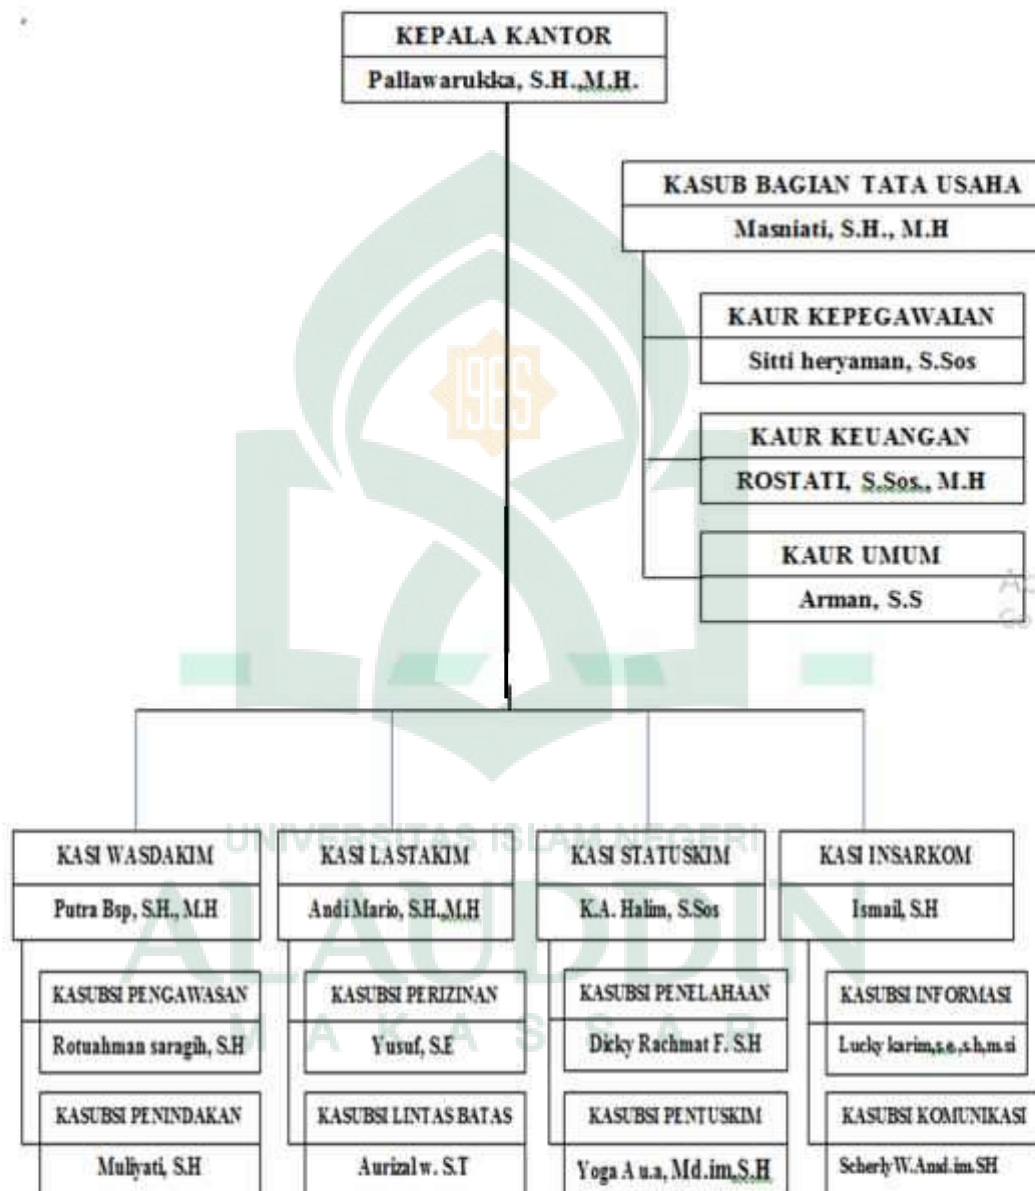 KEPALA KANTOR
Pallawarukka, S.H.,M.H.
KASUB BAGIAN TATA USAHA
Masniati, S.H., M.H
KAUR KEPEGAWAIAN
Sitti heryaman, S.Sos
KAUR KEUANGAN
ROSTATI, S.Sos., M.H
KAUR UMUM
Arman, S.S
1965
KASI WASDAKIM
Putra Bsp, S.H., M.H
KASI LASTAKIM
Andi Mario, S.H.,M.H
KASI STATUSKIM
K.A. Halim, S.Sos
KASI INSARKOM
Ismail, S.H
UNIVERSITAS ISLAM NEGERI
ALAUDDIN
MAKASSAR
KASUBSI PENGAWASAN
Rotuahman saragih, S.H
KASUBSI PENINDAKAN
Muliyati, S.H
KASUBSI PERIZINAN
Yusuf, S.E
KASUBSI LINTAS BATAS
Aurizal w. S.T
KASUBSI PENELAHAAN
Dicky Rachmat F. S.H
KASUBSI PENTUSKIM
Yoga A u.a, Md.im,S.H
KASUBSI INFORMASI
Lucky karim,s.e.,s.h,m.si
KASUBSI KOMUNIKASI
Scherly W.Amd.im.SH